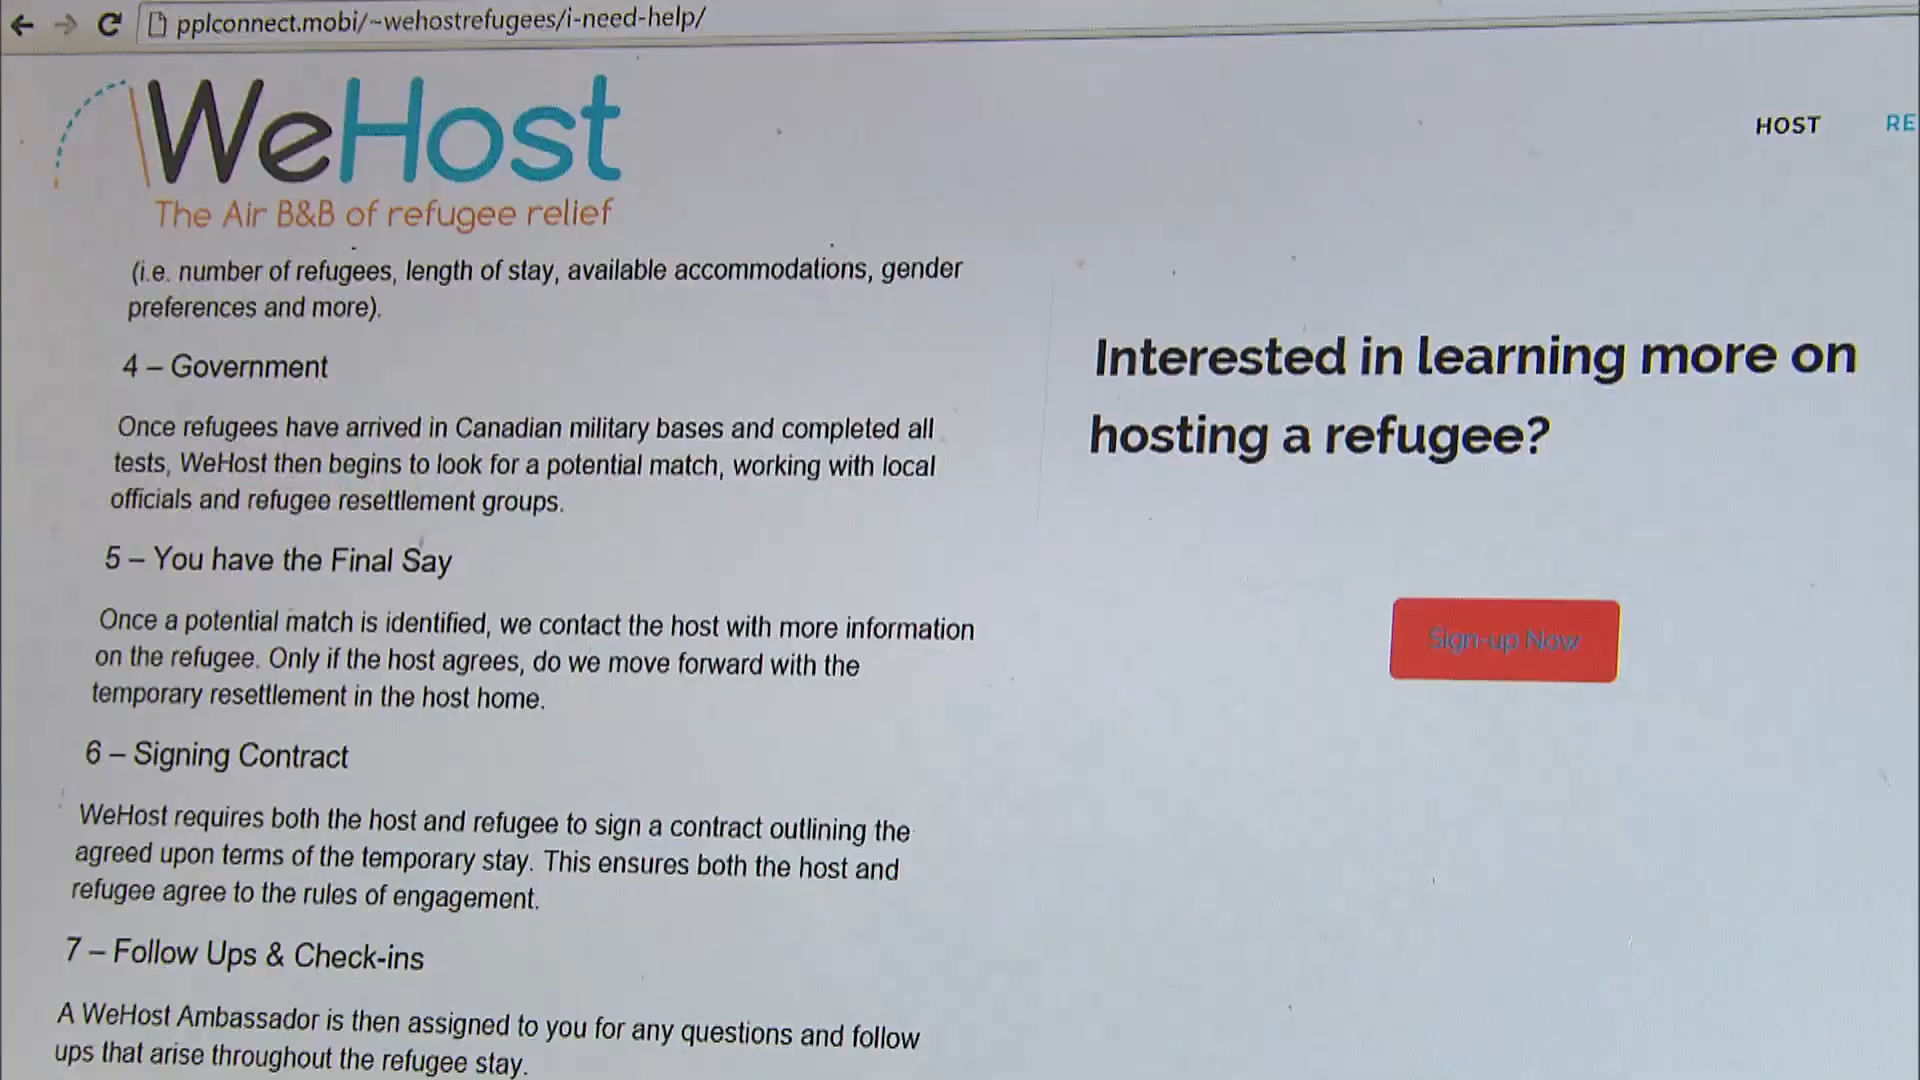 pplconnect.mobi/~wehostrefugees/i-need-help/
WeHost
The Air B&B of refugee relief
HOST
RE
(i.e. number of refugees, length of stay, available accommodations, gender
preferences and more).
4 – Government
Once refugees have arrived in Canadian military bases and completed all
tests, WeHost then begins to look for a potential match, working with local
officials and refugee resettlement groups.
5 – You have the Final Say
Once a potential match is identified, we contact the host with more information
on the refugee. Only if the host agrees, do we move forward with the
temporary resettlement in the host home.
6 – Signing Contract
WeHost requires both the host and refugee to sign a contract outlining the
agreed upon terms of the temporary stay. This ensures both the host and
refugee agree to the rules of engagement.
7 – Follow Ups & Check-ins
A WeHost Ambassador is then assigned to you for any questions and follow
ups that arise throughout the refugee stay.
Interested in learning more on
hosting a refugee?
Sign-up Now